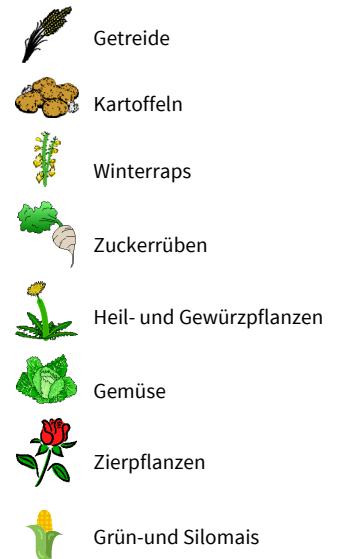 Getreide
Kartoffeln
Winterraps
Zuckerrüben
Heil- und Gewürzpflanzen
Gemüse
Zierpflanzen
Grün-und Silomais